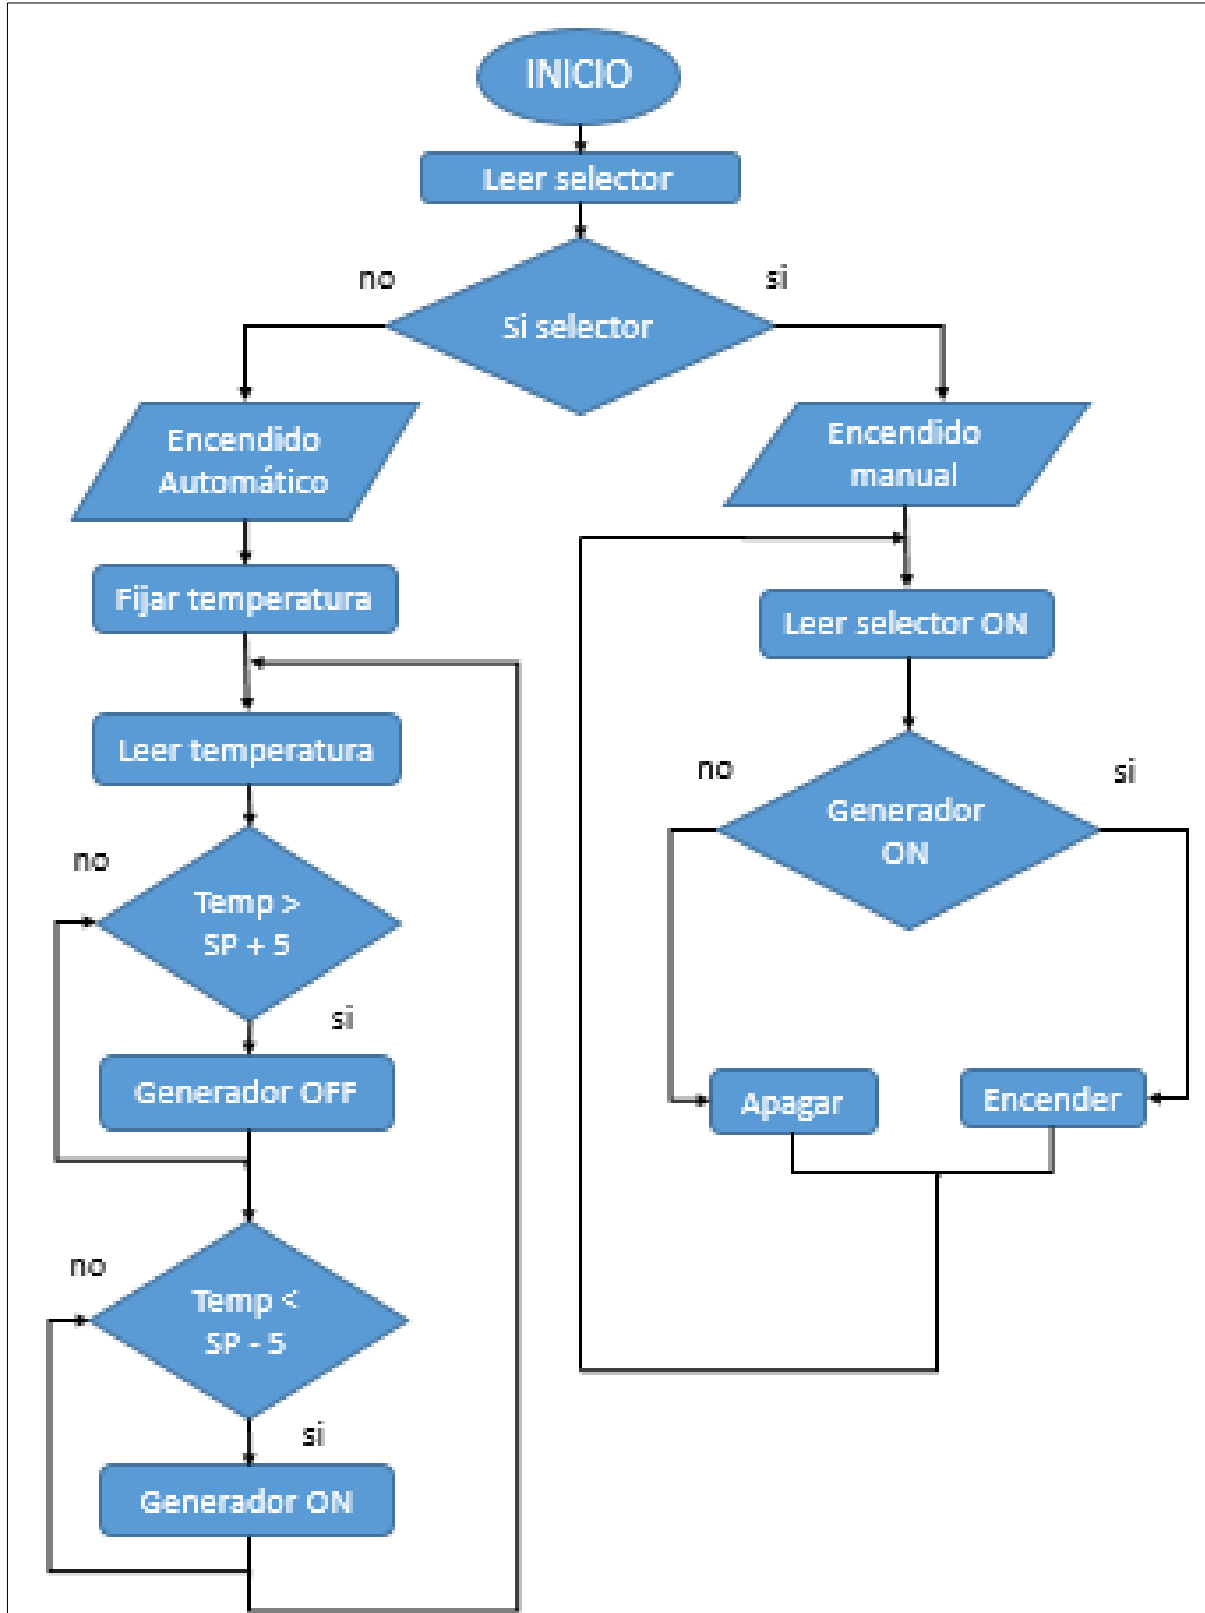 INICIO
Leer selector
no
si
Si selector
Encendido
Automático
Encendido
manual
Fijar temperatura
Leer selector ON
Leer temperatura
no
si
Generador
ON
no
Temp >
SP + 5
si
Generador OFF
Apagar
Encender
no
Temp <
SP - 5
si
Generador ON